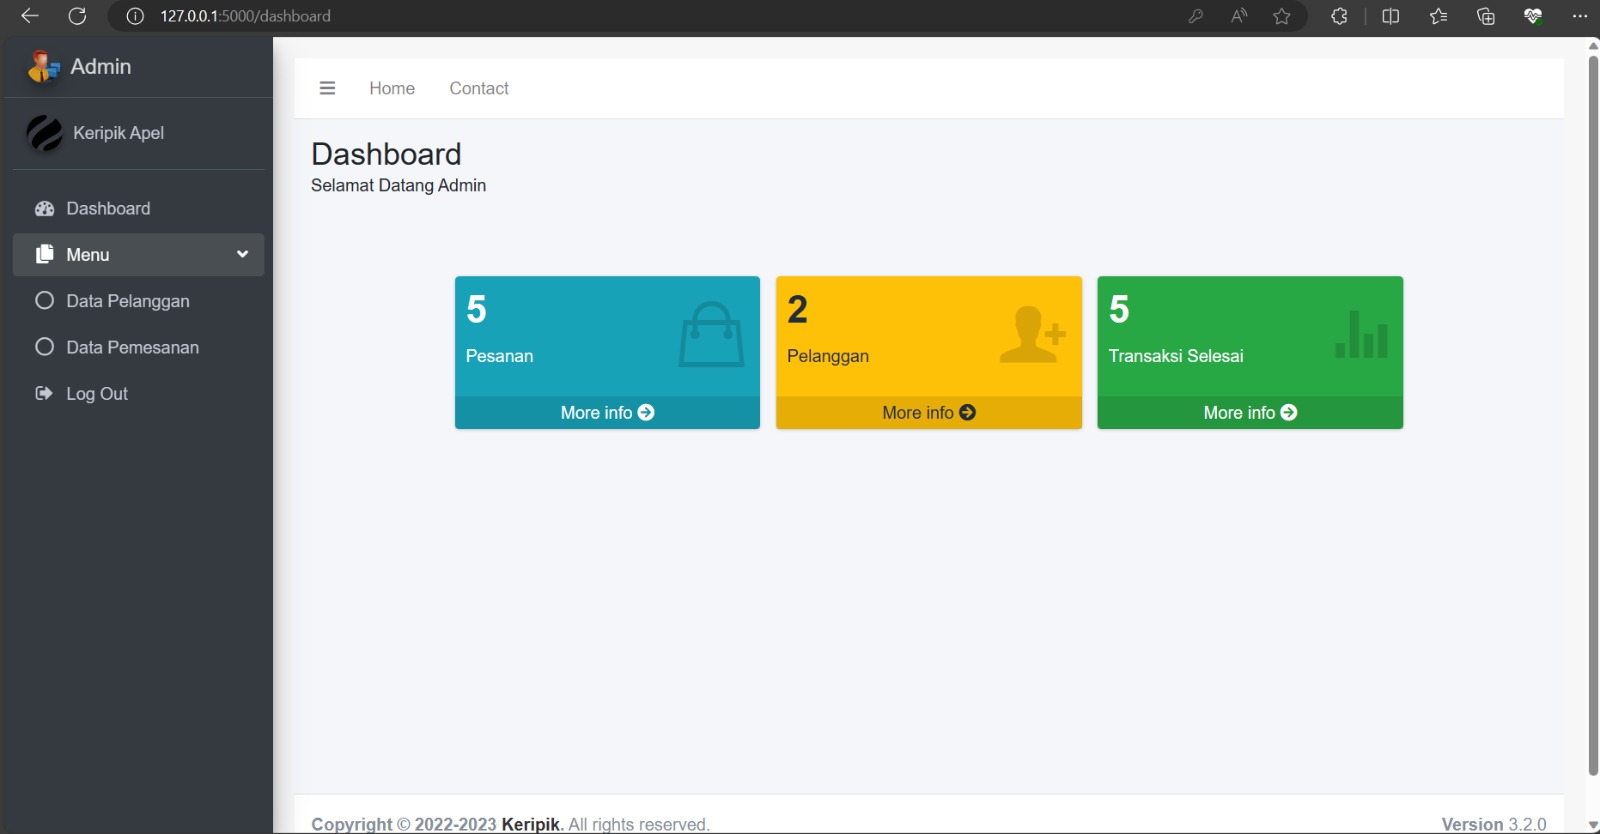 127.0.0.1:5000/dashboard
Admin
Keripik Apel
Dashboard
Menu
Data Pelanggan
Data Pemesanan
Log Out
Home Contact
Dashboard
Selamat Datang Admin
5
Pesanan
More info
2
Pelanggan
More info
5
Transaksi Selesai
More info
Copyright © 2022-2023 Keripik. All rights reserved.
Version 3.2.0